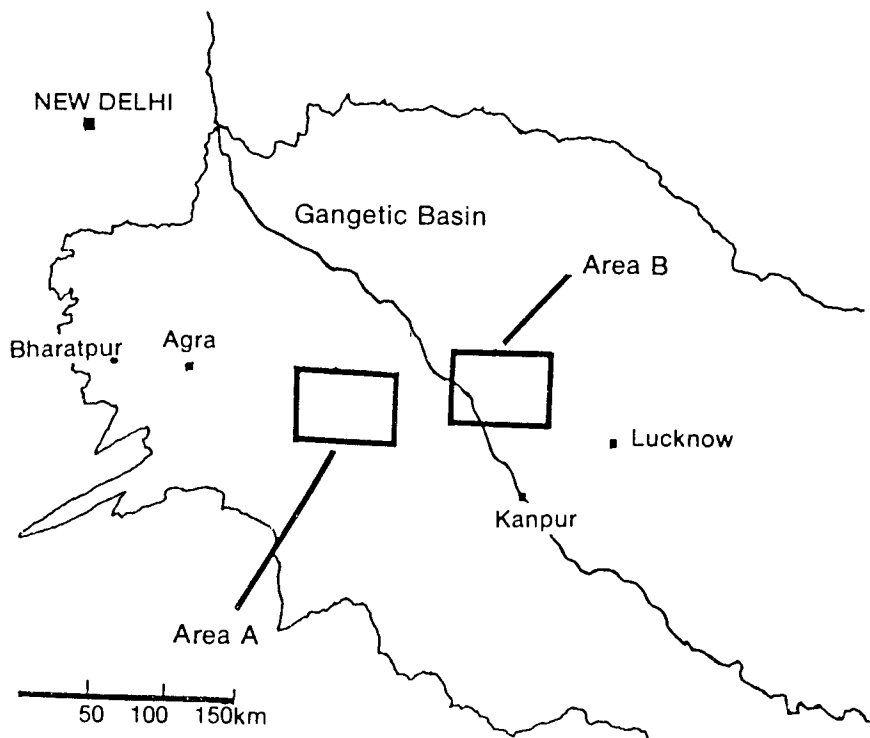 NEW DELHI
Gangetic Basin
Area B
Bharatpur
Agra
Lucknow
Kanpur
Area A
50 100 150km